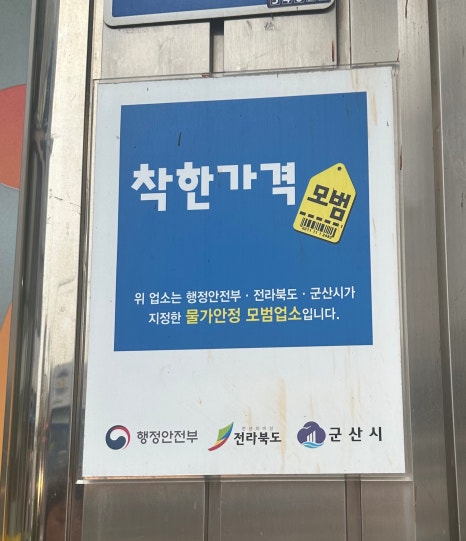 착한가격
모범
위 업소는 행정안전부 · 전라북도 · 군산시가
지정한 물가안정 모범업소입니다.
행정안전부
전라북도
군산시